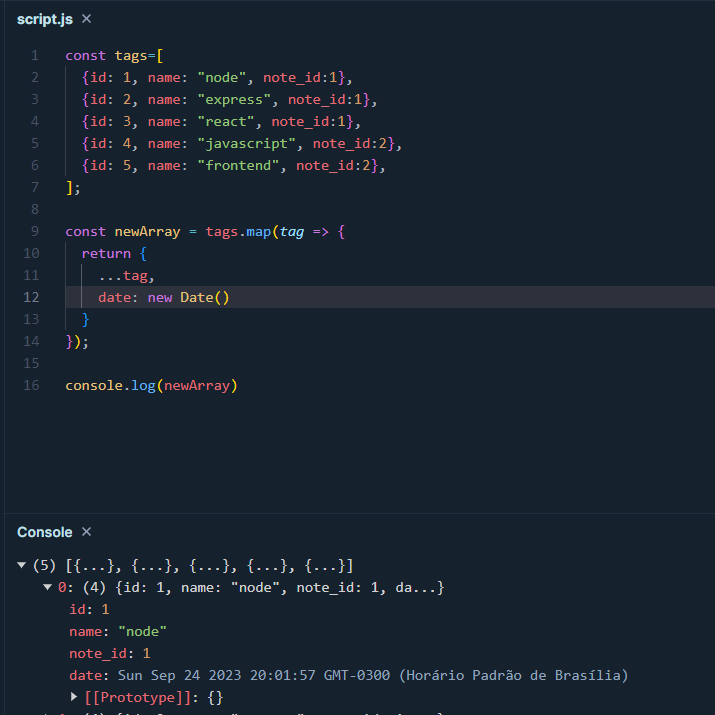 script.js ×
1 const tags=[
2 {id: 1, name: "node", note_id:1},
3 {id: 2, name: "express", note_id:1},
4 {id: 3, name: "react", note_id:1},
5 {id: 4, name: "javascript", note_id:2},
6 {id: 5, name: "frontend", note_id:2},
7 ];
8
9 const newArray = tags.map(tag => {
10 return {
11 ...tag,
12 date: new Date()
13 }
14 });
15
16 console.log(newArray)
Console ×
▼ (5) [{...}, {...}, {...}, {...}, {...}]
▼ 0: (4) {id: 1, name: "node", note_id: 1, da...}
id: 1
name: "node"
note_id: 1
date: Sun Sep 24 2023 20:01:57 GMT-0300 (Horário Padrão de Brasília)
▶ [[Prototype]]: {}